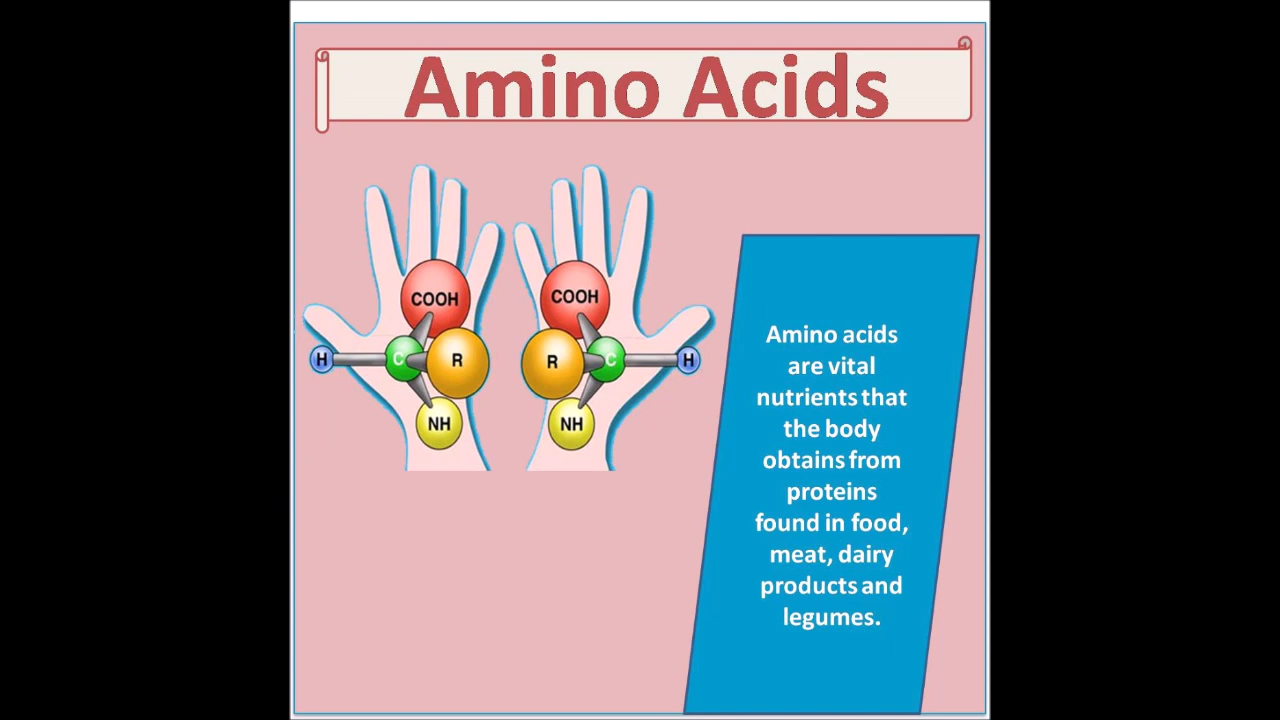 Amino Acids
COOH
COOH
H
C
R
R
C
H
NH
NH
Amino acids
are vital
nutrients that
the body
obtains from
proteins
found in food,
meat, dairy
products and
legumes.